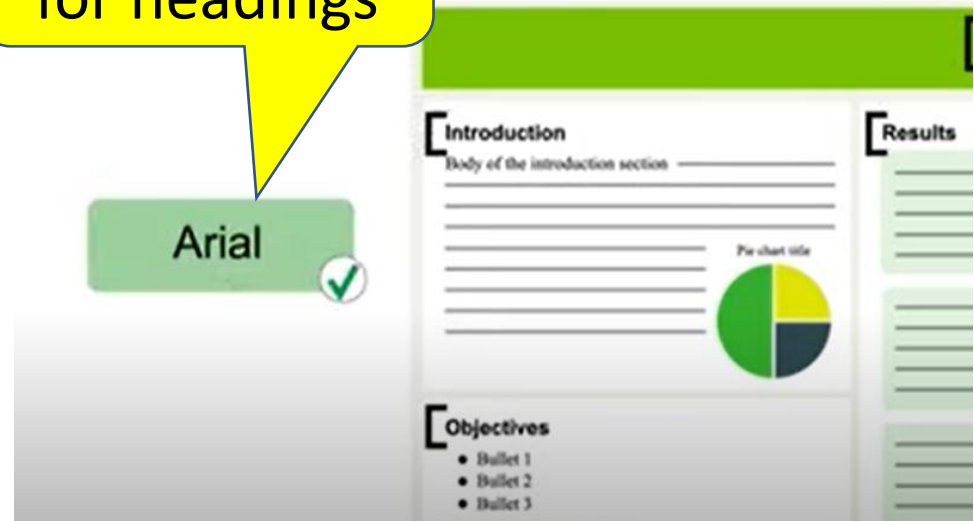 for headings
Arial
Introduction
Body of the introduction section
Pie chart title
Objectives
Bullet 1
Bullet 2
Bullet 3
Results